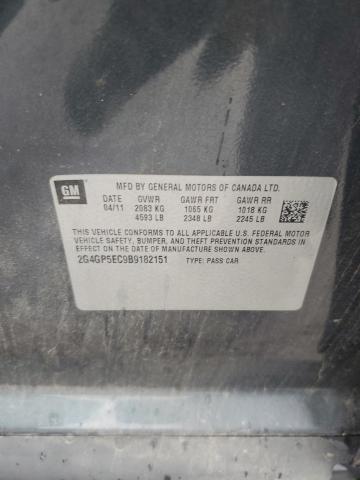 GM
MFD BY GENERAL MOTORS OF CANADA LTD.
DATE GVWR GAWR FRT GAWR RR
04/11 2083 KG 1065 KG 1018 KG
4593 LB 2348 LB 2245 LB
THIS VEHICLE CONFORMS TO ALL APPLICABLE U.S. FEDERAL MOTOR
VEHICLE SAFETY, BUMPER, AND THEFT PREVENTION STANDARDS
IN EFFECT ON THE DATE OF MANUFACTURE SHOWN ABOVE.
2G4GP5EC9B9182151 TYPE: PASS CAR